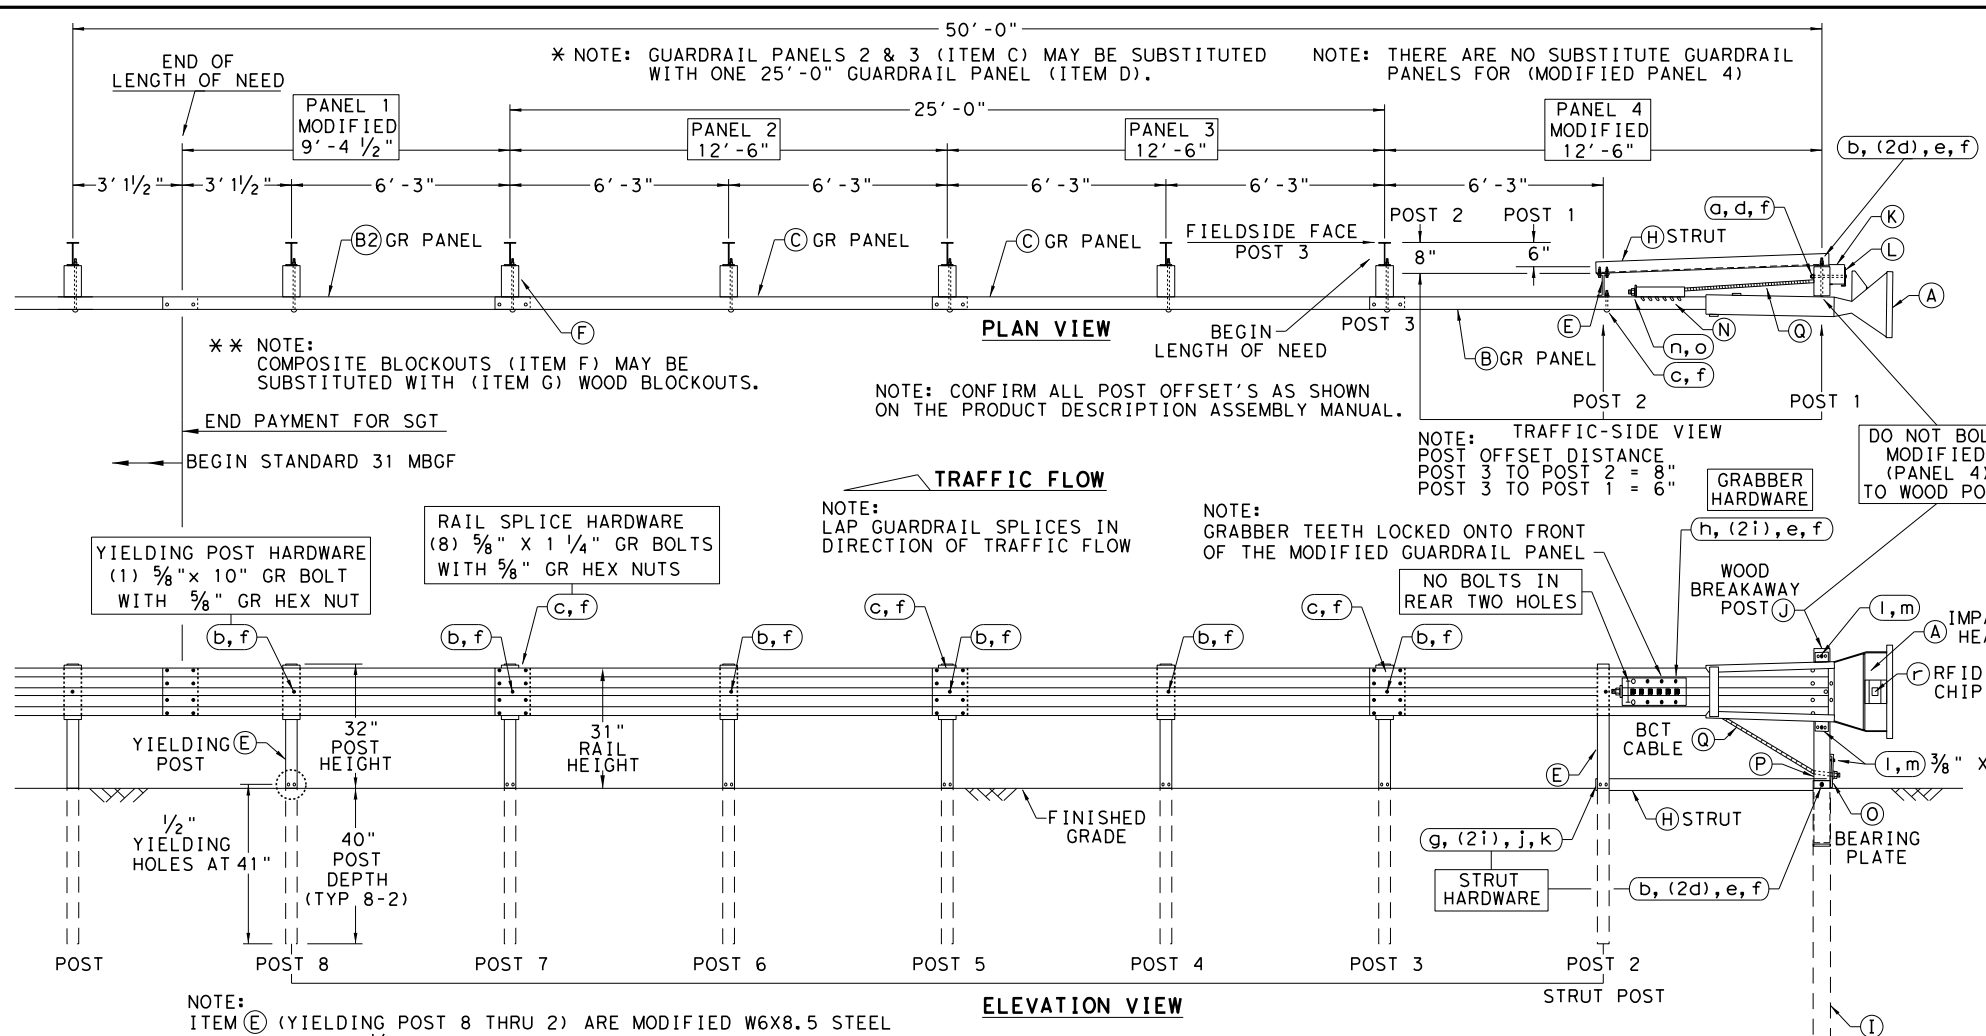 50'-0"
* NOTE: GUARDRAIL PANELS 2 & 3 (ITEM C) MAY BE SUBSTITUTED
WITH ONE 25'-0" GUARDRAIL PANEL (ITEM D).
NOTE: THERE ARE NO SUBSTITUTE GUARDRAIL
PANELS FOR (MODIFIED PANEL 4)
END OF
LENGTH OF NEED
PANEL 1
MODIFIED
9'-4 1/2"
25'-0"
PANEL 2
12'-6"
PANEL 3
12'-6"
PANEL 4
MODIFIED
12'-6"
b, (2d), e, f
3' 1 1/2"
3' 1 1/2"
6'-3"
6'-3"
6'-3"
6'-3"
6'-3"
6'-3"
POST 2
POST 1
a, d, f
K
B2 GR PANEL
C GR PANEL
C GR PANEL
FIELDSIDE FACE
POST 3
8"
6"
H STRUT
L
A
F
PLAN VIEW
BEGIN
LENGTH OF NEED
POST 3
E
N
Q
n, o
B GR PANEL
c, f
** NOTE:
COMPOSITE BLOCKOUTS (ITEM F) MAY BE
SUBSTITUTED WITH (ITEM G) WOOD BLOCKOUTS.
NOTE: CONFIRM ALL POST OFFSET'S AS SHOWN
ON THE PRODUCT DESCRIPTION ASSEMBLY MANUAL.
POST 2
POST 1
END PAYMENT FOR SGT
BEGIN STANDARD 31 MBGF
TRAFFIC-SIDE VIEW
NOTE:
POST OFFSET DISTANCE
POST 3 TO POST 2 = 8"
POST 3 TO POST 1 = 6"
DO NOT
MODIFIED
(PANEL 4)
TO WOOD
TRAFFIC FLOW
NOTE:
LAP GUARDRAIL SPLICES IN
DIRECTION OF TRAFFIC FLOW
NOTE:
GRABBER TEETH LOCKED ONTO FRONT
OF THE MODIFIED GUARDRAIL PANEL
GRABBER
HARDWARE
h, (2i), e, f
YIELDING POST HARDWARE
(1) 5/8"x 10" GR BOLT
WITH 5/8" GR HEX NUT
RAIL SPLICE HARDWARE
(8) 5/8" X 1 1/4" GR BOLTS
WITH 5/8" GR HEX NUTS
NO BOLTS IN
REAR TWO HOLES
WOOD
BREAKAWAY
POST J
b, f
c, f
b, f
b, f
c, f
b, f
b, f
c, f
b, f
l, m
A
r RFID
CHIP
YIELDING E
POST
32"
POST
HEIGHT
31"
RAIL
HEIGHT
BCT
CABLE
Q
P
E
l, m 3/8" X
1/2"
YIELDING
HOLES AT 41"
40"
POST
DEPTH
(TYP 8-2)
FINISHED
GRADE
H STRUT
O
BEARING
PLATE
g, (2i), j, k
STRUT
HARDWARE
b, (2d), e, f
POST
POST 8
POST 7
POST 6
POST 5
POST 4
POST 3
POST 2
STRUT POST
ELEVATION VIEW
NOTE:
ITEM E (YIELDING POST 8 THRU 2) ARE MODIFIED W6X8.5 STEEL
I